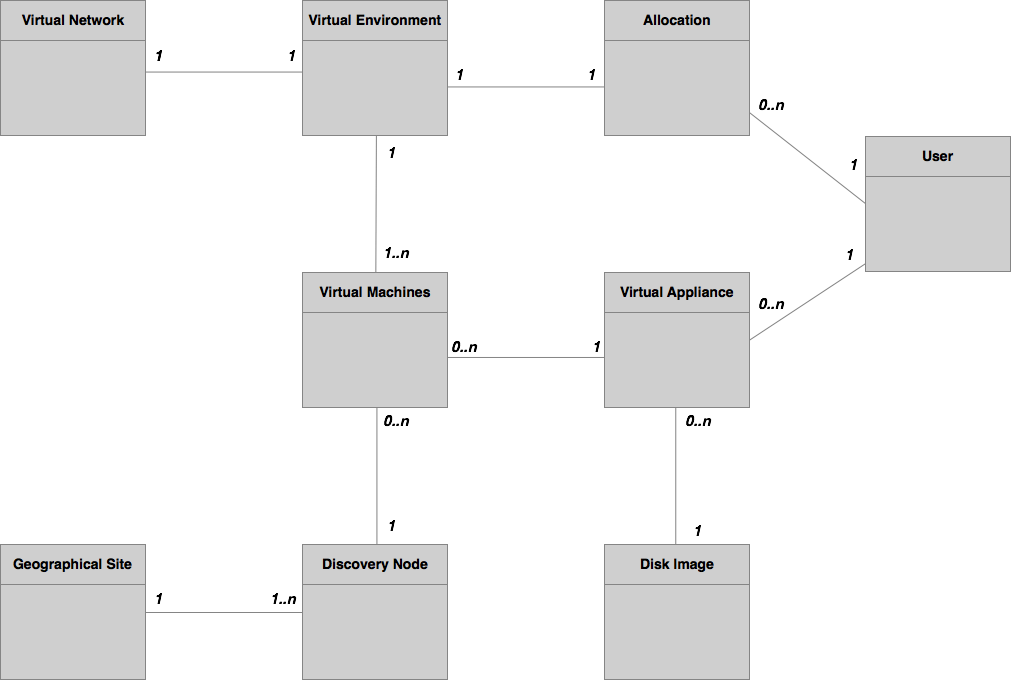 Virtual Network
Virtual Environment
Allocation
1
1
1
1
0..n
1
User
1
1..n
1
0..n
Virtual Machines
Virtual Appliance
0..n
1
0..n
0..n
1
1
Geographical Site
Discovery Node
Disk Image
1
1..n